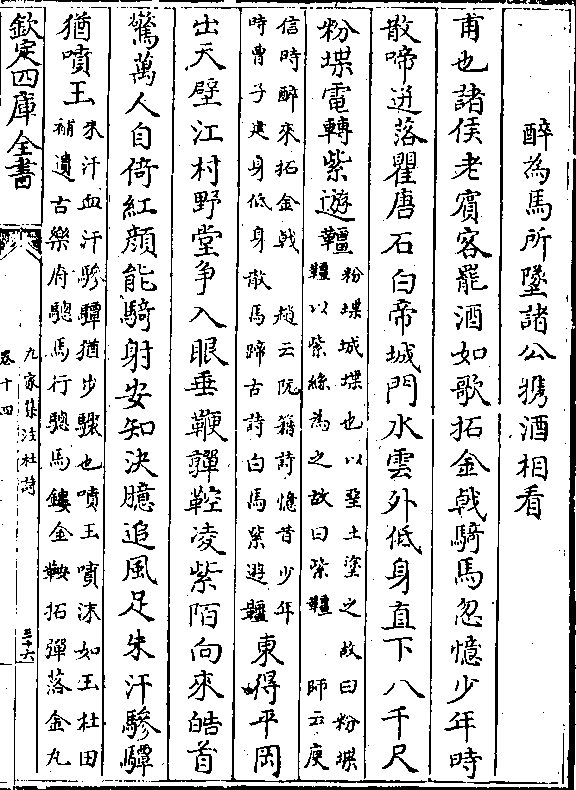 醉為馬所墜諸公携酒相看
甫也諸侯老賓客罷酒如歌拓金戟騎馬忽憶少年時
散啼迸落瞿唐石白帝城門水雲外低身直下八千尺
粉堞電轉紫遊韁
粉堞城堞也以堊土塗之故曰粉堞
韁以紫絲為之故曰紫韁 師云庾
信時醉來拓金戟 趙云阮籍詩憶昔少年
時曹子建身低身散馬蹄古詩白馬紫遊韁
東得平岡
出天壁江村野堂争入眼垂鞭嚲鞚凌紫陌向來皓首
驚萬人自倚紅顔能騎射安知決臆追風足朱汗驂驔
猶噴玉
朱汗血汗驂驔猶步驟也噴玉噴沫如玉杜田
補遺古樂府驄馬行驄馬鏤金鞍拓彈落金丸
欽定四庫全書
九家集注杜詩
卷十四
三十六